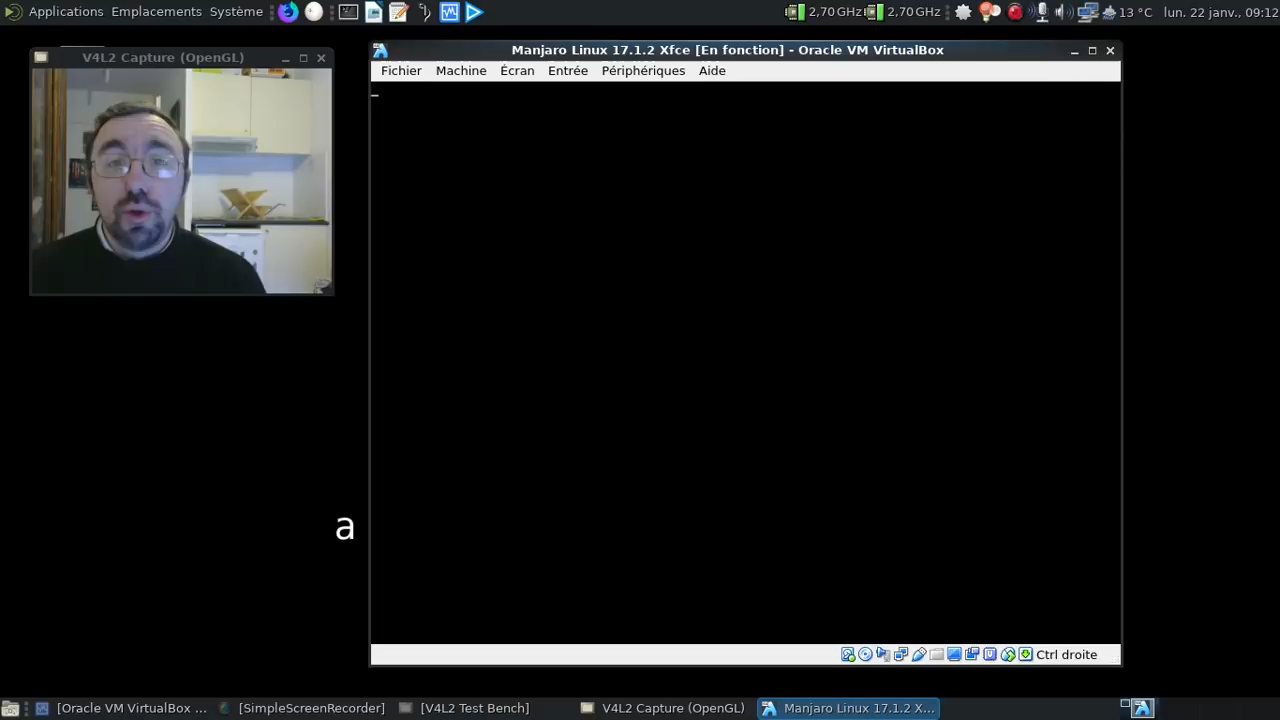 Applications Emplacements Système 2,70 GHz 2,70 GHz 13 °C lun. 22 janv., 09:12
V4L2 Capture (OpenGL)
Manjaro Linux 17.1.2 Xfce [En fonction] - Oracle VM VirtualBox
Fichier Machine Écran Entrée Périphériques Aide
a
Ctrl droite
[Oracle VM VirtualBox ... [SimpleScreenRecorder] [V4L2 Test Bench] V4L2 Capture (OpenGL) Manjaro Linux 17.1.2 X...